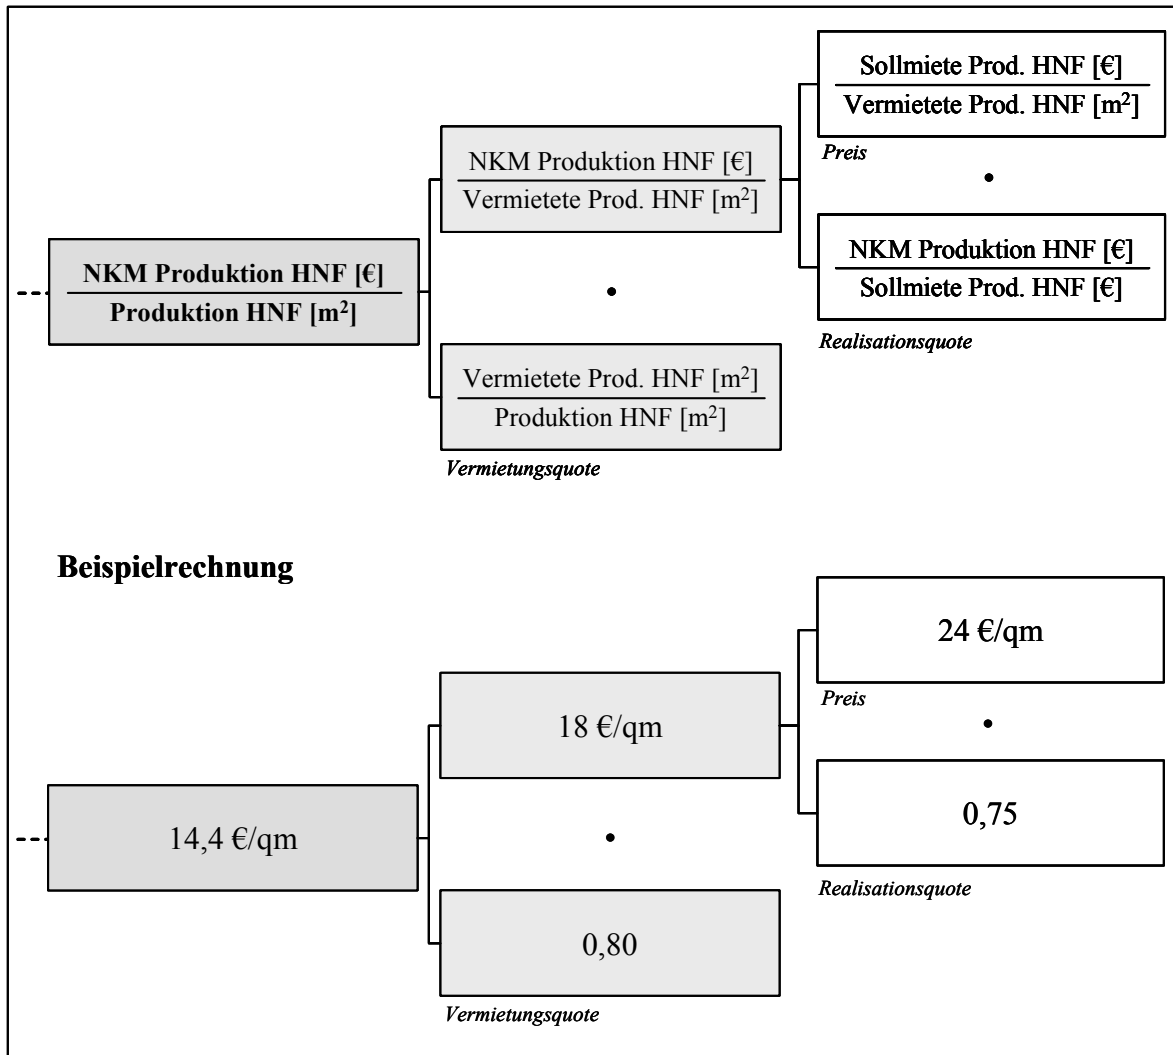 Sollmiete Prod. HNF [€]
Vermietete Prod. HNF [m²]
Preis
•
NKM Produktion HNF [€]
Sollmiete Prod. HNF [€]
Realisationsquote
NKM Produktion HNF [€]
Vermietete Prod. HNF [m²]
•
Vermietete Prod. HNF [m²]
Produktion HNF [m²]
Vermietungsquote
NKM Produktion HNF [€]
Produktion HNF [m²]
Beispielrechnung
24 €/qm
Preis
•
0,75
Realisationsquote
18 €/qm
•
0,80
Vermietungsquote
14,4 €/qm